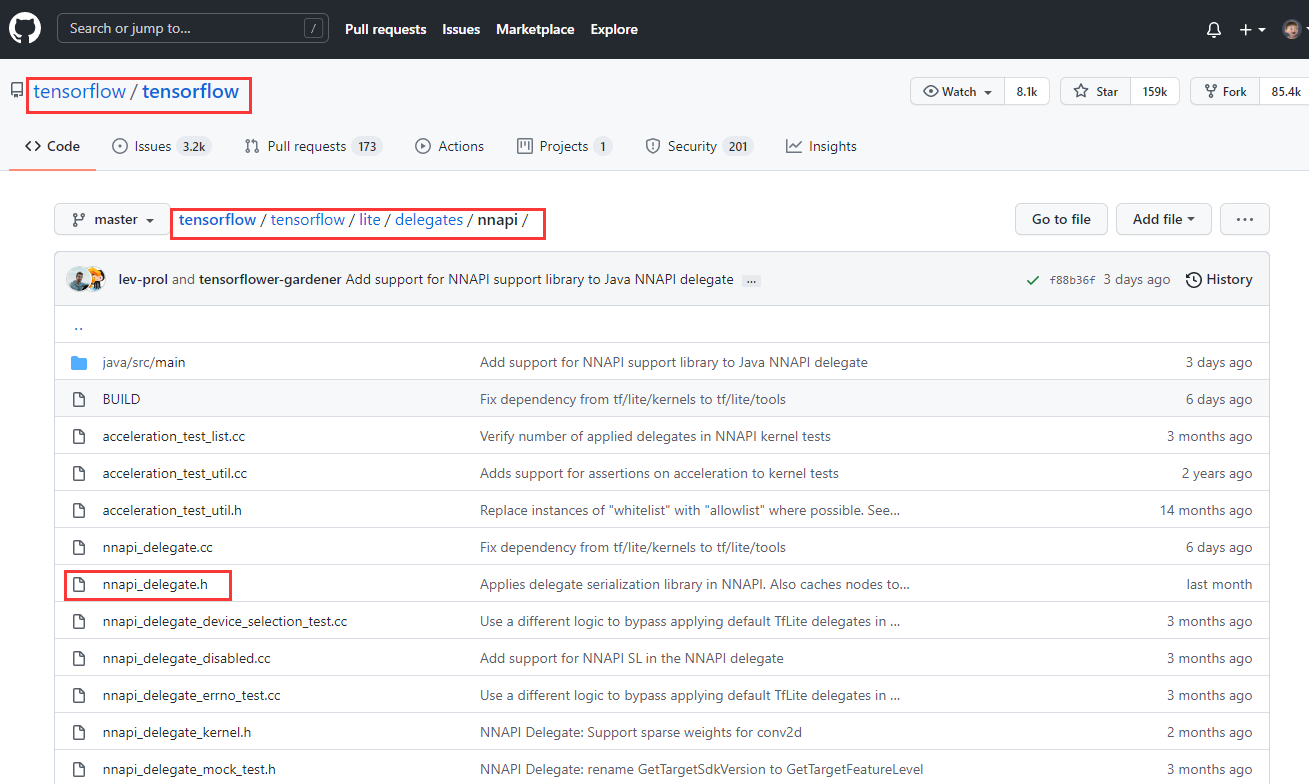 Search or jump to... / Pull requests Issues Marketplace Explore
tensorflow / tensorflow Watch 8.1k Star 159k Fork 85.4k
Code Issues 3.2k Pull requests 173 Actions Projects 1 Security 201 Insights
master tensorflow / tensorflow / lite / delegates / nnapi / Go to file Add file ...
lev-prol and tensorflower-gardener Add support for NNAPI support library to Java NNAPI delegate ... f88b36f 3 days ago History
..
java/src/main Add support for NNAPI support library to Java NNAPI delegate 3 days ago
BUILD Fix dependency from tf/lite/kernels to tf/lite/tools 6 days ago
acceleration_test_list.cc Verify number of applied delegates in NNAPI kernel tests 3 months ago
acceleration_test_util.cc Adds support for assertions on acceleration to kernel tests 2 years ago
acceleration_test_util.h Replace instances of "whitelist" with "allowlist" where possible. See... 14 months ago
nnapi_delegate.cc Fix dependency from tf/lite/kernels to tf/lite/tools 6 days ago
nnapi_delegate.h Applies delegate serialization library in NNAPI. Also caches nodes to... last month
nnapi_delegate_device_selection_test.cc Use a different logic to bypass applying default TfLite delegates in ... 3 months ago
nnapi_delegate_disabled.cc Add support for NNAPI SL in the NNAPI delegate 3 months ago
nnapi_delegate_errno_test.cc Use a different logic to bypass applying default TfLite delegates in ... 3 months ago
nnapi_delegate_kernel.h NNAPI Delegate: Support sparse weights for conv2d 2 months ago
nnapi_delegate_mock_test.h NNAPI Delegate: rename GetTargetSdkVersion to GetTargetFeatureLevel 3 months ago